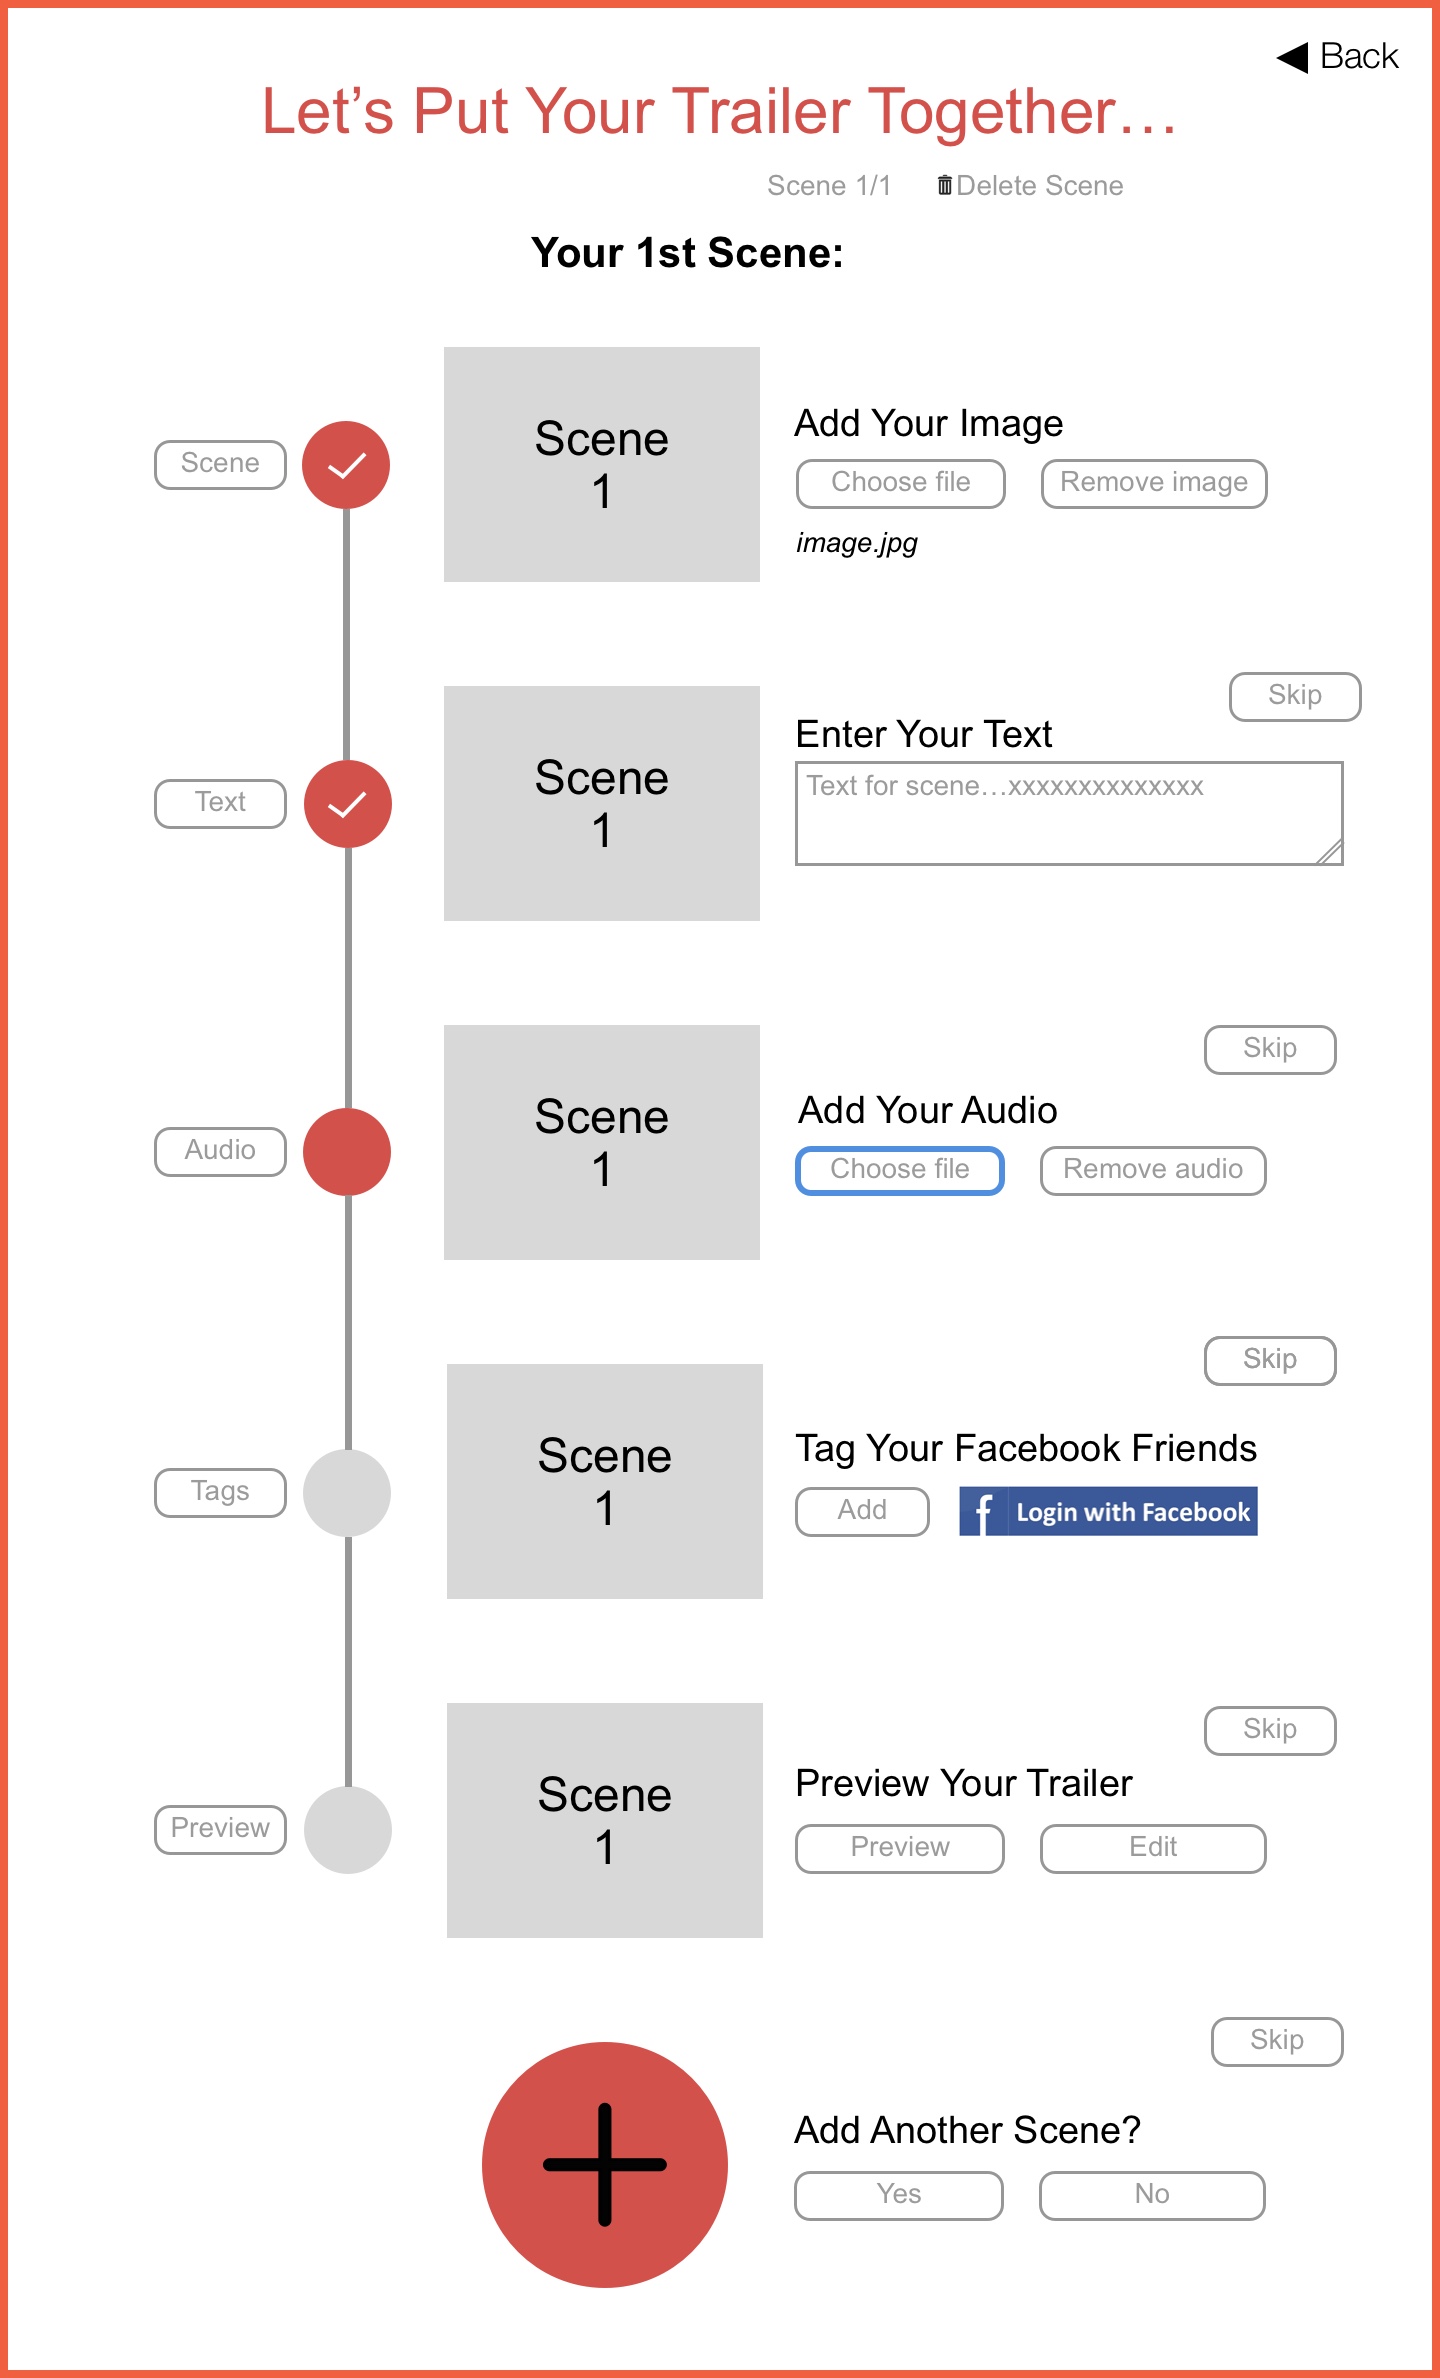 Back
Let’s Put Your Trailer Together…
Scene 1/1 Delete Scene
Your 1st Scene:
Scene
Scene
1
Add Your Image
Choose file Remove image
image.jpg
Text
Scene
1
Skip
Enter Your Text
Text for scene…xxxxxxxxxxxxxx
Audio
Scene
1
Skip
Add Your Audio
Choose file Remove audio
Tags
Scene
1
Skip
Tag Your Facebook Friends
Add f Login with Facebook
Preview
Scene
1
Skip
Preview Your Trailer
Preview Edit
Skip
Add Another Scene?
Yes No